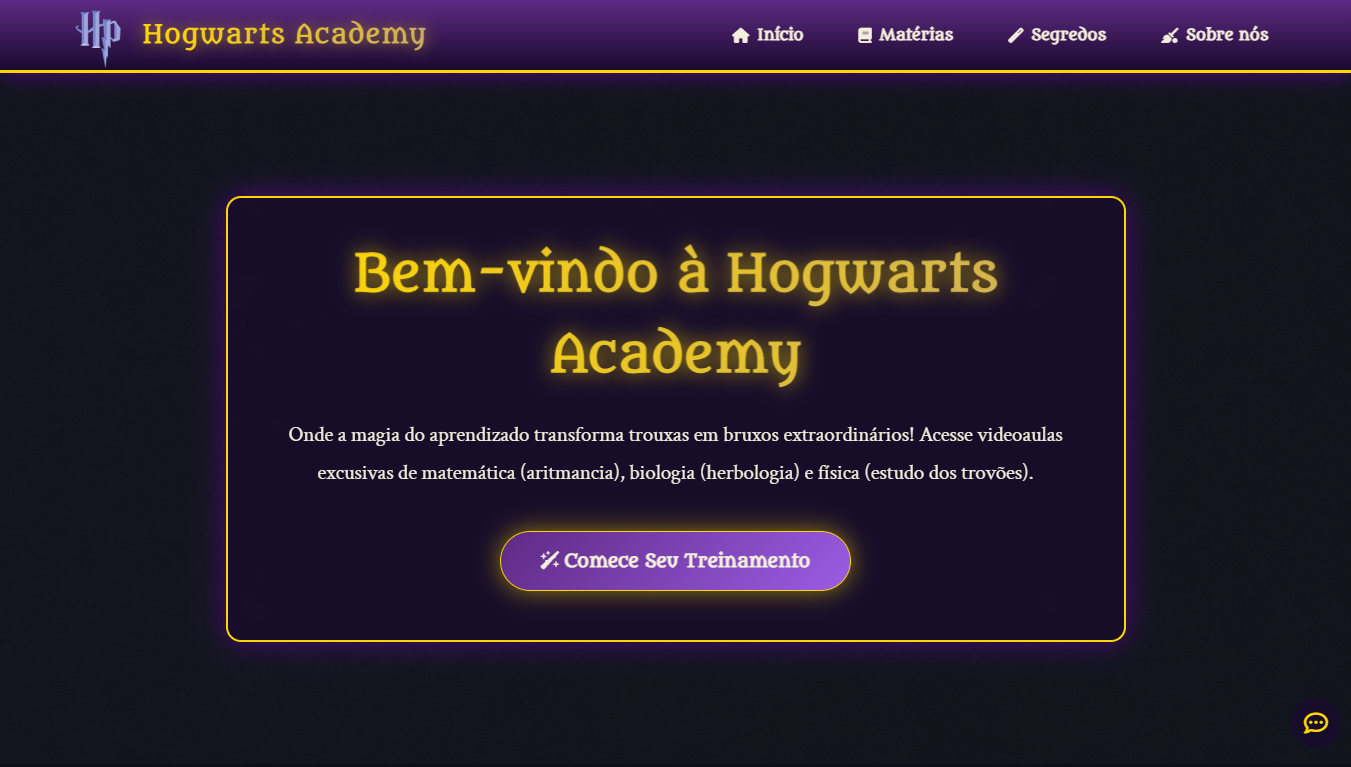 Hp
Hogwarts Academy
Início
Matérias
Segredos
Sobre nós
Bem-vindo à Hogwarts
Academy
Onde a magia do aprendizado transforma trouxas em bruxos extraordinários! Acesse videoaulas
excusivas de matemática (aritmancia), biologia (herbologia) e física (estudo dos trovões).
Comece Seu Treinamento